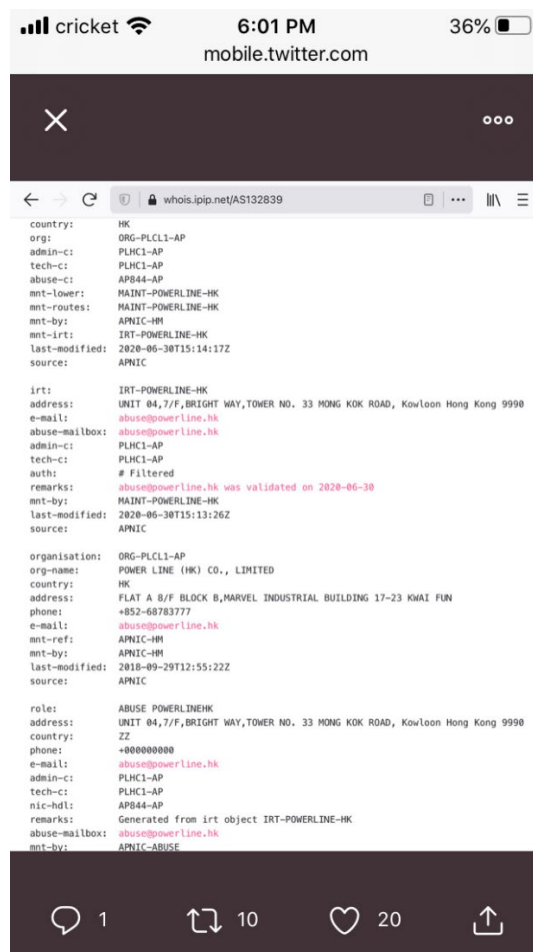 cricket 6:01 PM 36%
mobile.twitter.com
whois.ipip.net/AS132839
country: HK
org: ORG-PLCL1-AP
admin-c: PLHC1-AP
tech-c: PLHC1-AP
abuse-c: AP844-AP
mnt-lower: MAINT-POWERLINE-HK
mnt-routes: MAINT-POWERLINE-HK
mnt-by: APNIC-HM
mnt-irt: IRT-POWERLINE-HK
last-modified: 2020-06-30T15:14:17Z
source: APNIC
irt: IRT-POWERLINE-HK
address: UNIT 04,7/F,BRIGHT WAY,TOWER NO. 33 MONG KOK ROAD, Kowloon Hong Kong 9990
e-mail: abuse@powerline.hk
abuse-mailbox: abuse@powerline.hk
admin-c: PLHC1-AP
tech-c: PLHC1-AP
auth: # Filtered
remarks: abuse@powerline.hk was validated on 2020-06-30
mnt-by: MAINT-POWERLINE-HK
last-modified: 2020-06-30T15:13:26Z
source: APNIC
organisation: ORG-PLCL1-AP
org-name: POWER LINE (HK) CO., LIMITED
country: HK
address: FLAT A 8/F BLOCK B,MARVEL INDUSTRIAL BUILDING 17-23 KWAI FUN
phone: +852-68783777
e-mail: abuse@powerline.hk
mnt-ref: APNIC-HM
mnt-by: APNIC-HM
last-modified: 2018-09-29T12:55:22Z
source: APNIC
role: ABUSE POWERLINEHK
address: UNIT 04,7/F,BRIGHT WAY,TOWER NO. 33 MONG KOK ROAD, Kowloon Hong Kong 9990
country: ZZ
phone: +000000000
e-mail: abuse@powerline.hk
admin-c: PLHC1-AP
tech-c: PLHC1-AP
nic-hdl: AP844-AP
remarks: Generated from irt object IRT-POWERLINE-HK
abuse-mailbox: abuse@powerline.hk
mnt-by: APNIC-ABUSE
1 10 20